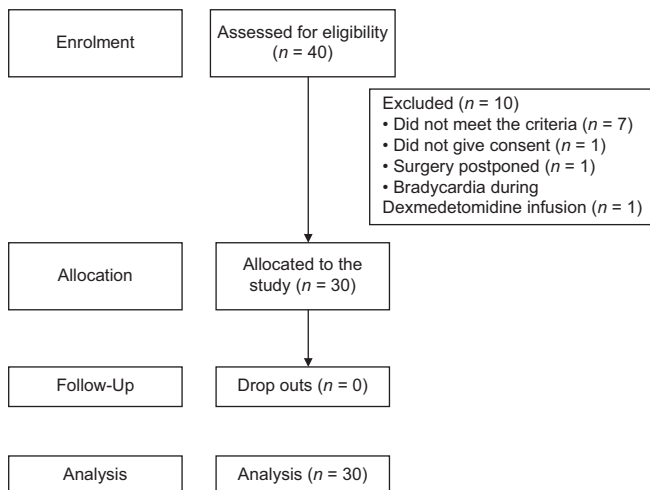 Enrolment
Assessed for eligibility
(n = 40)
Excluded (n = 10)
• Did not meet the criteria (n = 7)
• Did not give consent (n = 1)
• Surgery postponed (n = 1)
• Bradycardia during
Dexmedetomidine infusion (n = 1)
Allocation
Allocated to the
study (n = 30)
Follow-Up
Drop outs (n = 0)
Analysis
Analysis (n = 30)